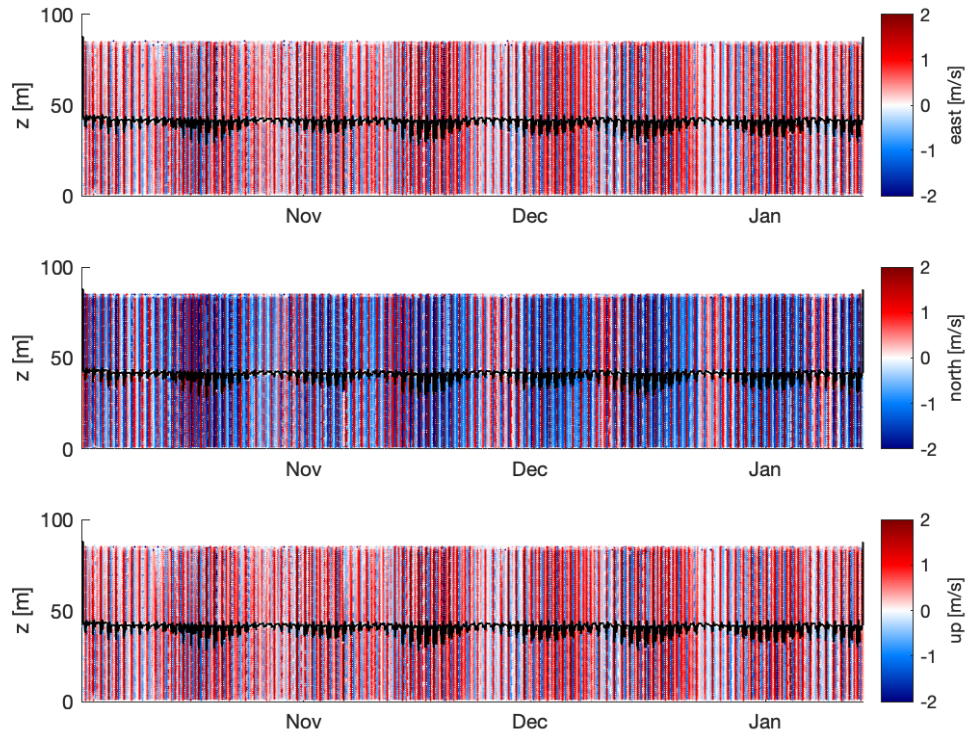 100
50
0
z [m]
Nov
Dec
Jan
2
1
0
-1
-2
east [m/s]
100
50
0
z [m]
Nov
Dec
Jan
2
1
0
-1
-2
north [m/s]
100
50
0
z [m]
Nov
Dec
Jan
2
1
0
-1
-2
up [m/s]